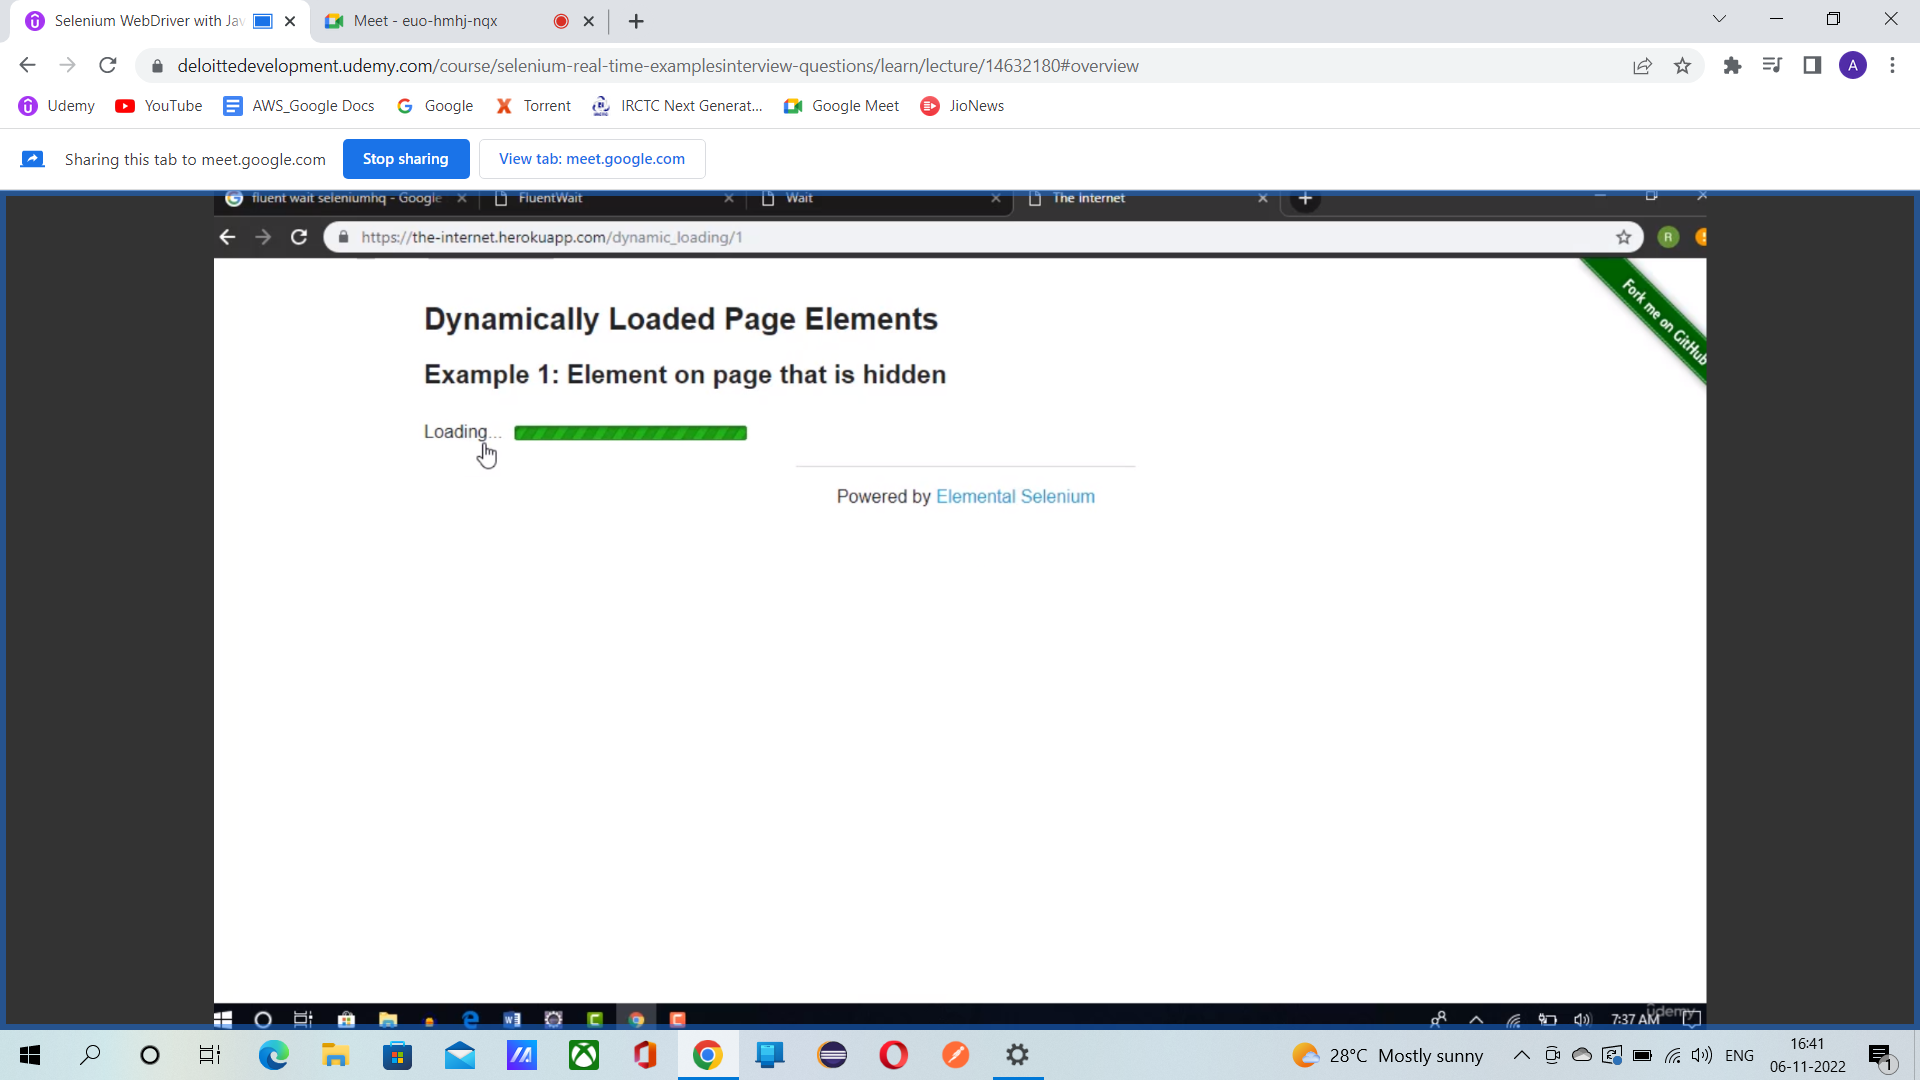 Selenium WebDriver with Jav
Meet - euo-hmhj-nqx
deloittedevelopment.udemy.com/course/selenium-real-time-examplesinterview-questions/learn/lecture/14632180#overview
A
Udemy
YouTube
AWS_Google Docs
Google
Torrent
IRCTC Next Generat...
Google Meet
JioNews
Sharing this tab to meet.google.com
Stop sharing
View tab: meet.google.com
fluent wait seleniumhq - Google
FluentWait
Wait
The Internet
https://the-internet.herokuapp.com/dynamic_loading/1
R
Fork me on GitHub
Dynamically Loaded Page Elements
Example 1: Element on page that is hidden
Loading...
Powered by Elemental Selenium
udemy
7:37 AM
28°C Mostly sunny
ENG
16:41
06-11-2022
1